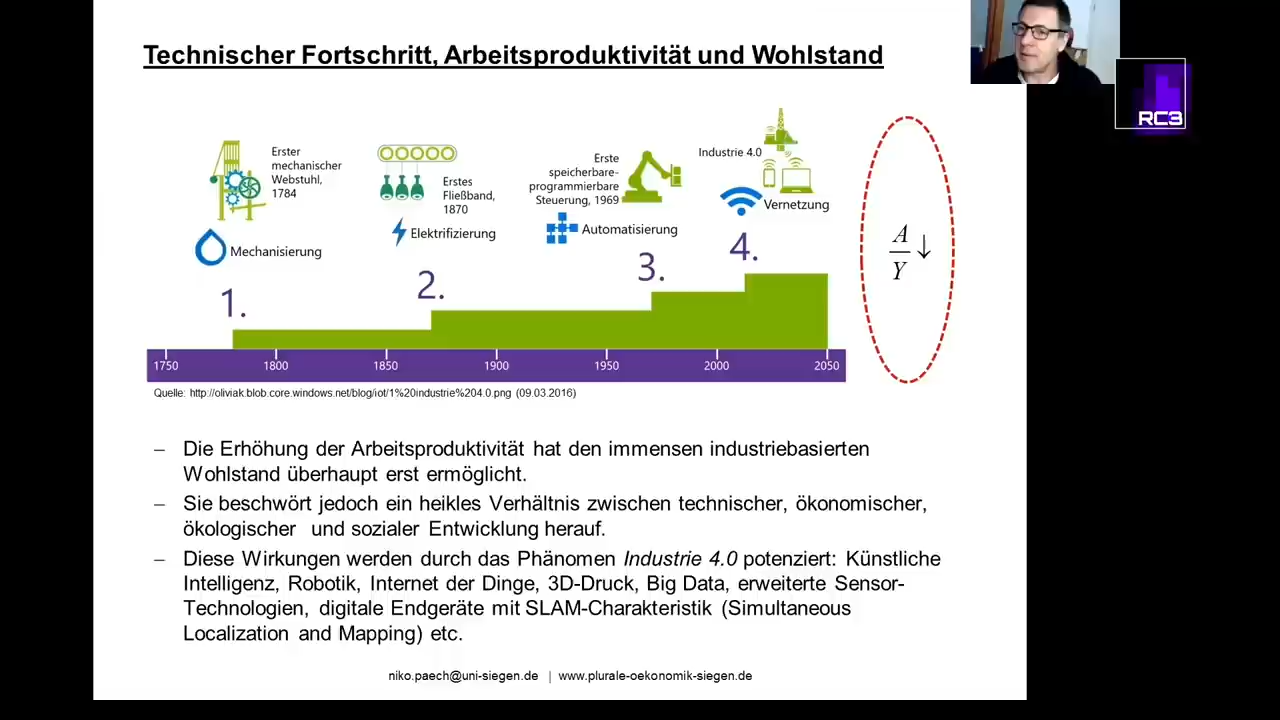 Technischer Fortschritt, Arbeitsproduktivität und Wohlstand
RC3
Erster
mechanischer
Webstuhl,
1784
Mechanisierung
1.
Erstes
Fließband,
1870
Elektrifizierung
2.
Erste
speicherbare-
programmierbare
Steuerung, 1969
Automatisierung
3.
Industrie 4.0
Vernetzung
4.
A
Y
↓
1750 1800 1850 1900 1950 2000 2050
Quelle: http://oliviak.blob.core.windows.net/blog/iot/1%20industrie%204.0.png (09.03.2016)
– Die Erhöhung der Arbeitsproduktivität hat den immensen industriebasierten
Wohlstand überhaupt erst ermöglicht.
– Sie beschwört jedoch ein heikles Verhältnis zwischen technischer, ökonomischer,
ökologischer und sozialer Entwicklung herauf.
– Diese Wirkungen werden durch das Phänomen Industrie 4.0 potenziert: Künstliche
Intelligenz, Robotik, Internet der Dinge, 3D-Druck, Big Data, erweiterte Sensor-
Technologien, digitale Endgeräte mit SLAM-Charakteristik (Simultaneous
Localization and Mapping) etc.
niko.paech@uni-siegen.de | www.plurale-oekonomik-siegen.de